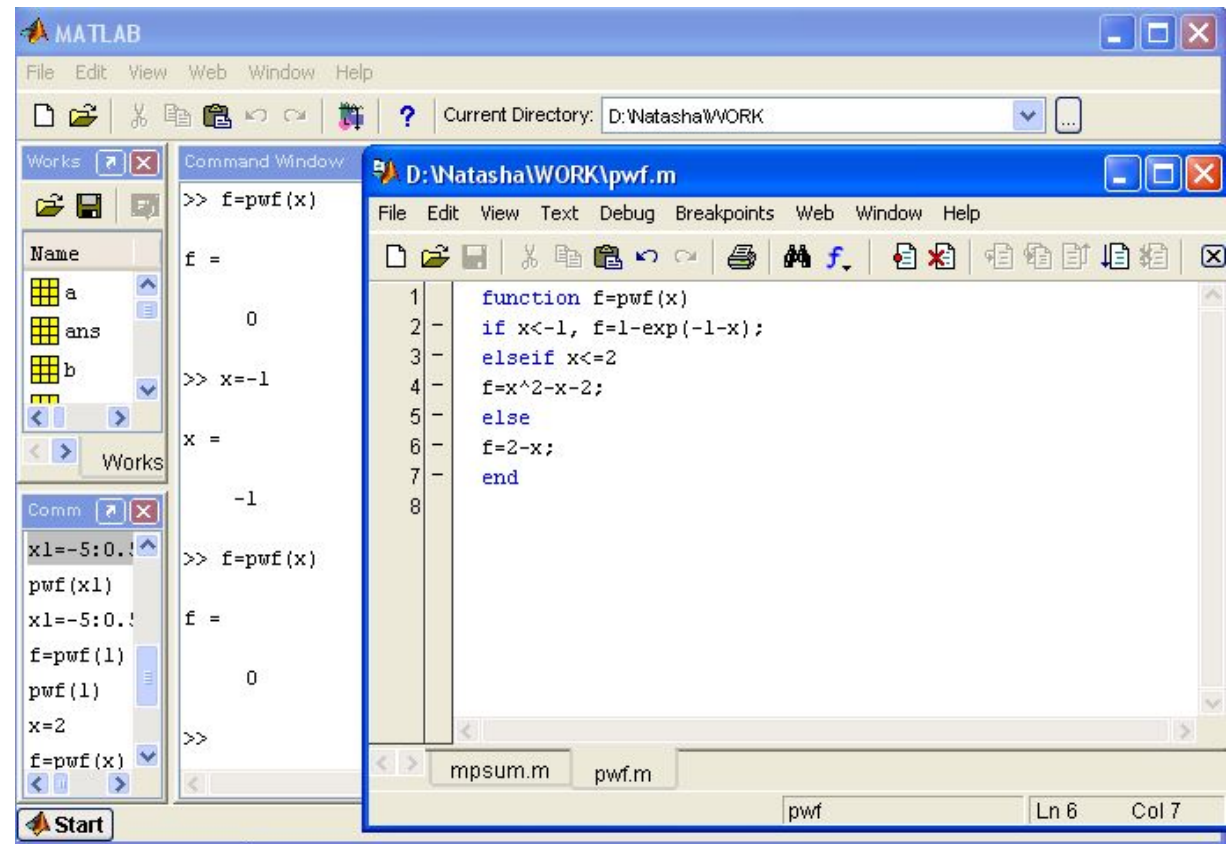 MATLAB
File Edit View Web Window Help
? Current Directory: D:\Natasha\WORK ...
Works
Name
a
ans
b
Works
Comm
x1=-5:0.5
pwf(x1)
x1=-5:0.5
f=pwf(1)
pwf(1)
x=2
f=pwf(x)
Command Window
>> f=pwf(x)
f =
0
>> x=-1
x =
-1
>> f=pwf(x)
f =
0
>>
D:\Natasha\WORK\pwf.m
File Edit View Text Debug Breakpoints Web Window Help
1 function f=pwf(x)
2 - if x<-1, f=1-exp(-1-x);
3 - elseif x<=2
4 - f=x^2-x-2;
5 - else
6 - f=2-x;
7 - end
8
mpsum.m pwf.m
pwf Ln 6 Col 7
Start